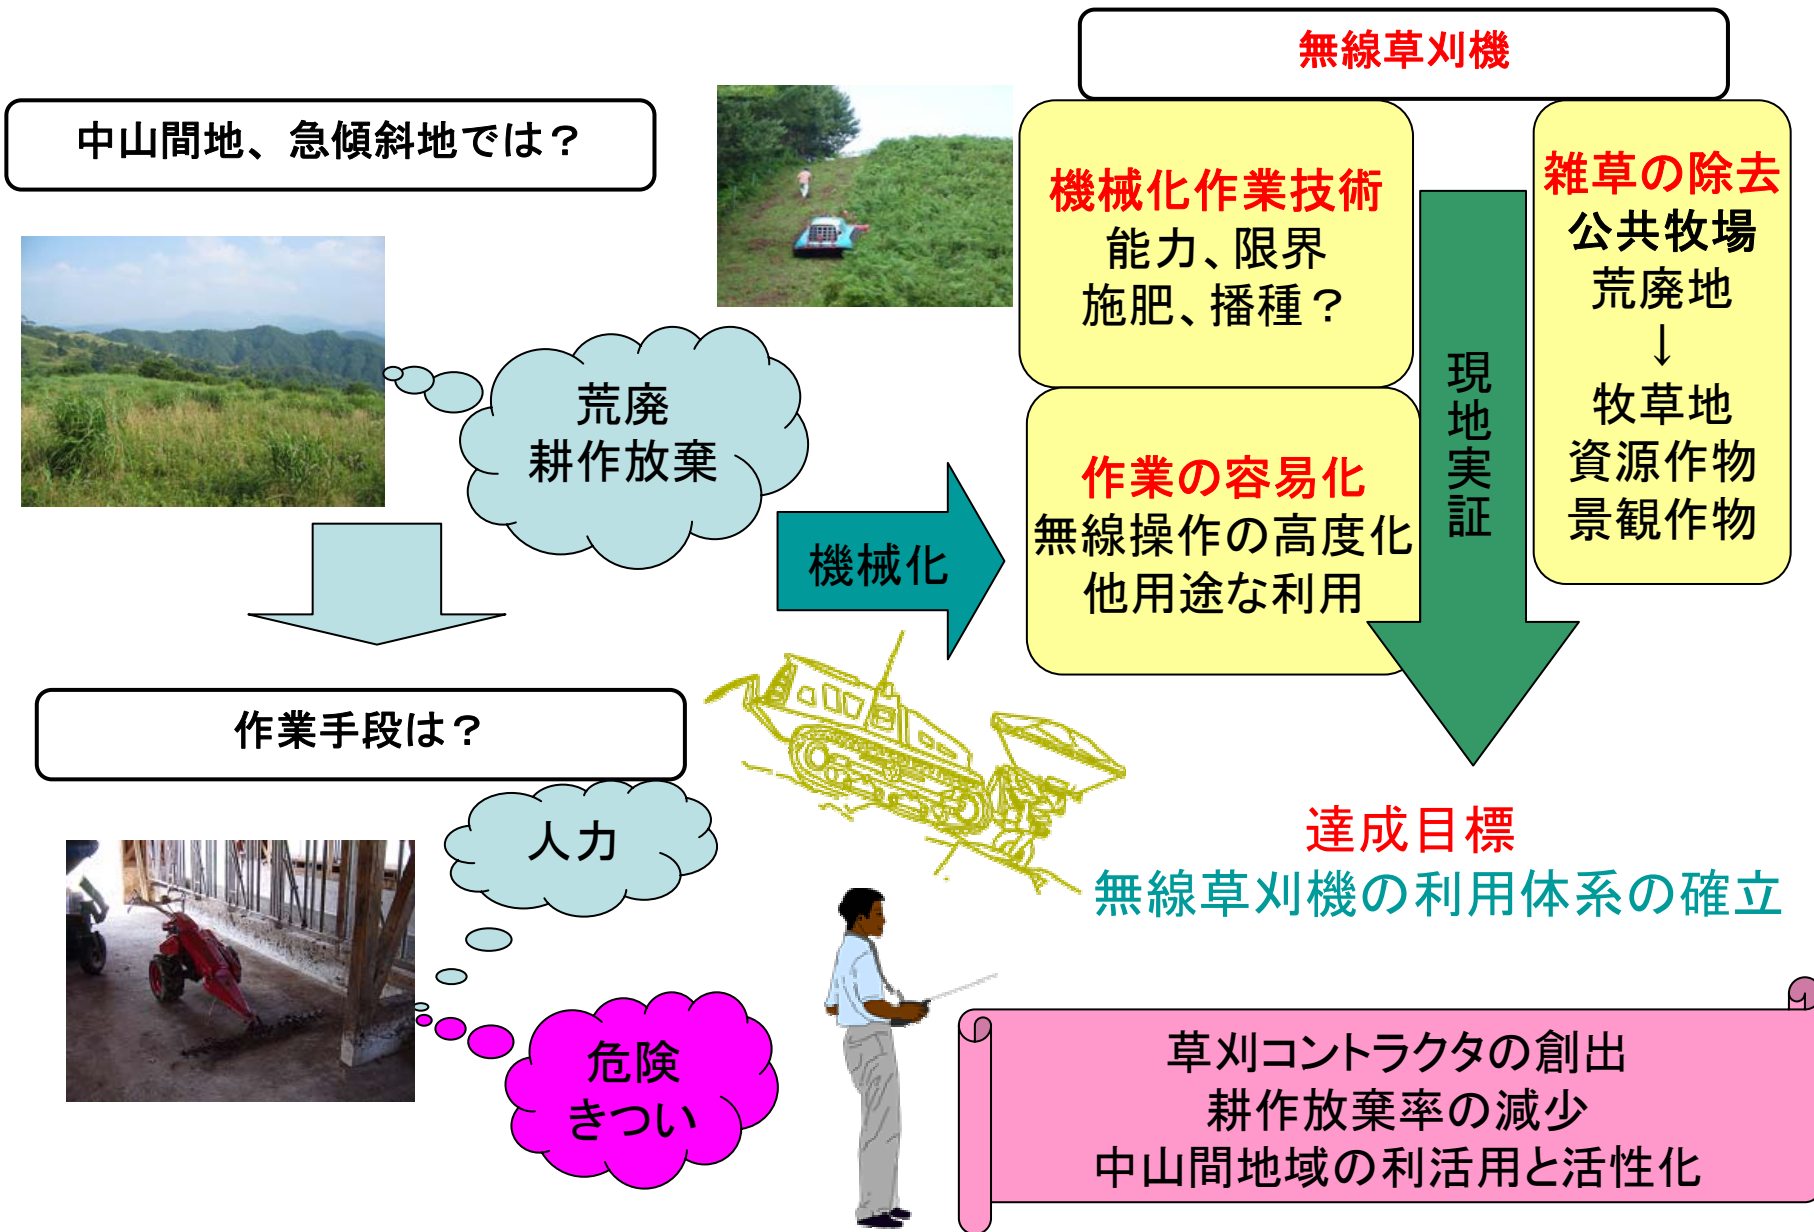 中山間地、急傾斜地では？
荒廃
耕作放棄
作業手段は？
人力
危険
きつい
機械化
無線草刈機
機械化作業技術
能力、限界
施肥、播種？
作業の容易化
無線操作の高度化
他用途な利用
現地実証
雑草の除去
公共牧場
荒廃地
↓
牧草地
資源作物
景観作物
達成目標
無線草刈機の利用体系の確立
草刈コントラクタの創出
耕作放棄率の減少
中山間地域の利活用と活性化